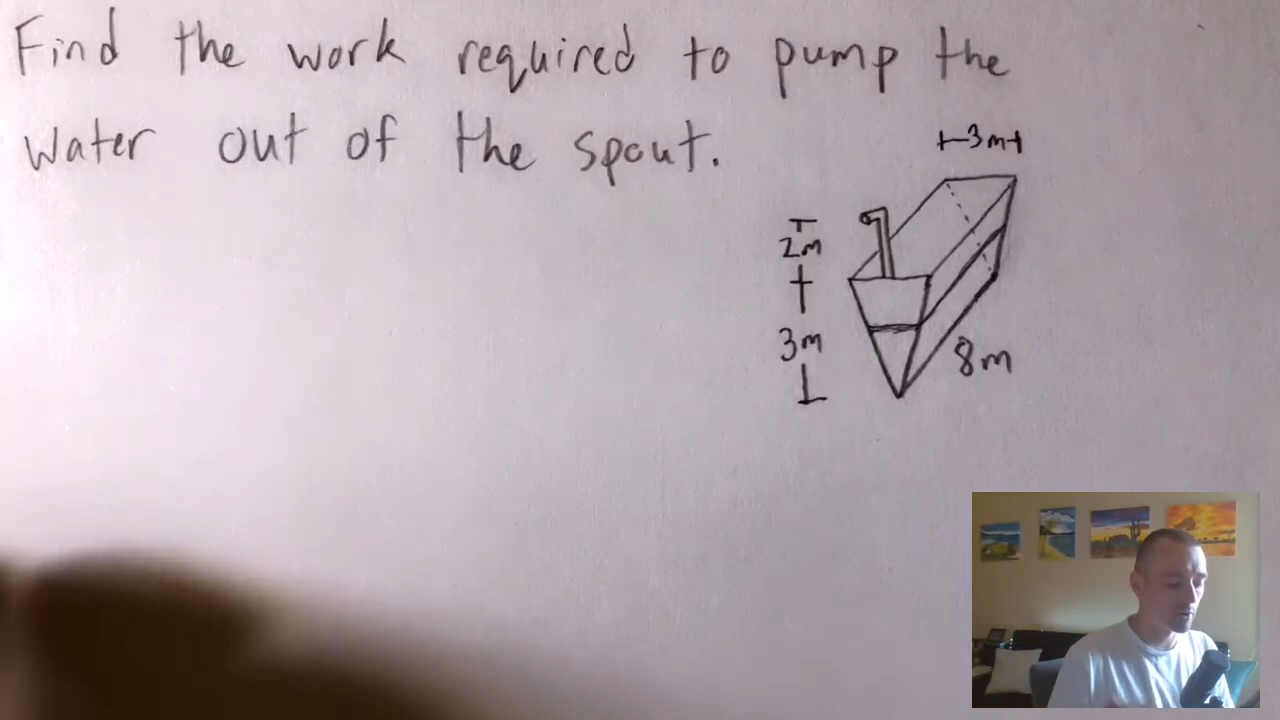 Find the work required to pump the
water out of the spout.
3m
2m
3m
8m